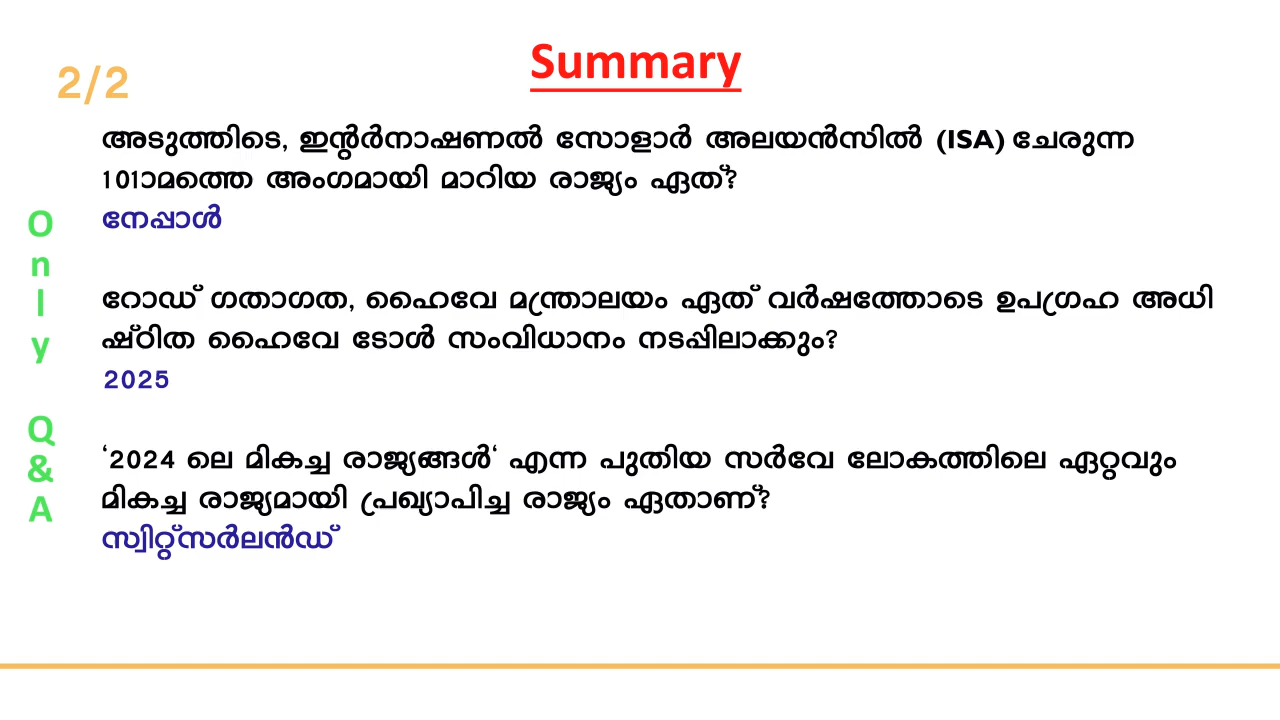 Summary
2/2
അടുത്തിടെ, ഇന്റർനാഷണൽ സോളാർ അലയൻസിൽ (ISA) ചേരുന്ന
101ാമത്തെ അംഗമായി മാറിയ രാജ്യം ഏത്?
നേപ്പാൾ
റോഡ് ഗതാഗത, ഹൈവേ മന്ത്രാലയം ഏത് വർഷത്തോടെ ഉപഗ്രഹ അധി
ഷ്ഠിത ഹൈവേ ടോൾ സംവിധാനം നടപ്പിലാക്കും?
2025
‘2024 ലെ മികച്ച രാജ്യങ്ങൾ‘ എന്ന പുതിയ സർവേ ലോകത്തിലെ ഏറ്റവും
മികച്ച രാജ്യമായി പ്രഖ്യാപിച്ച രാജ്യം ഏതാണ്?
സ്വിറ്റ്സർലൻഡ്
Only
Q&A